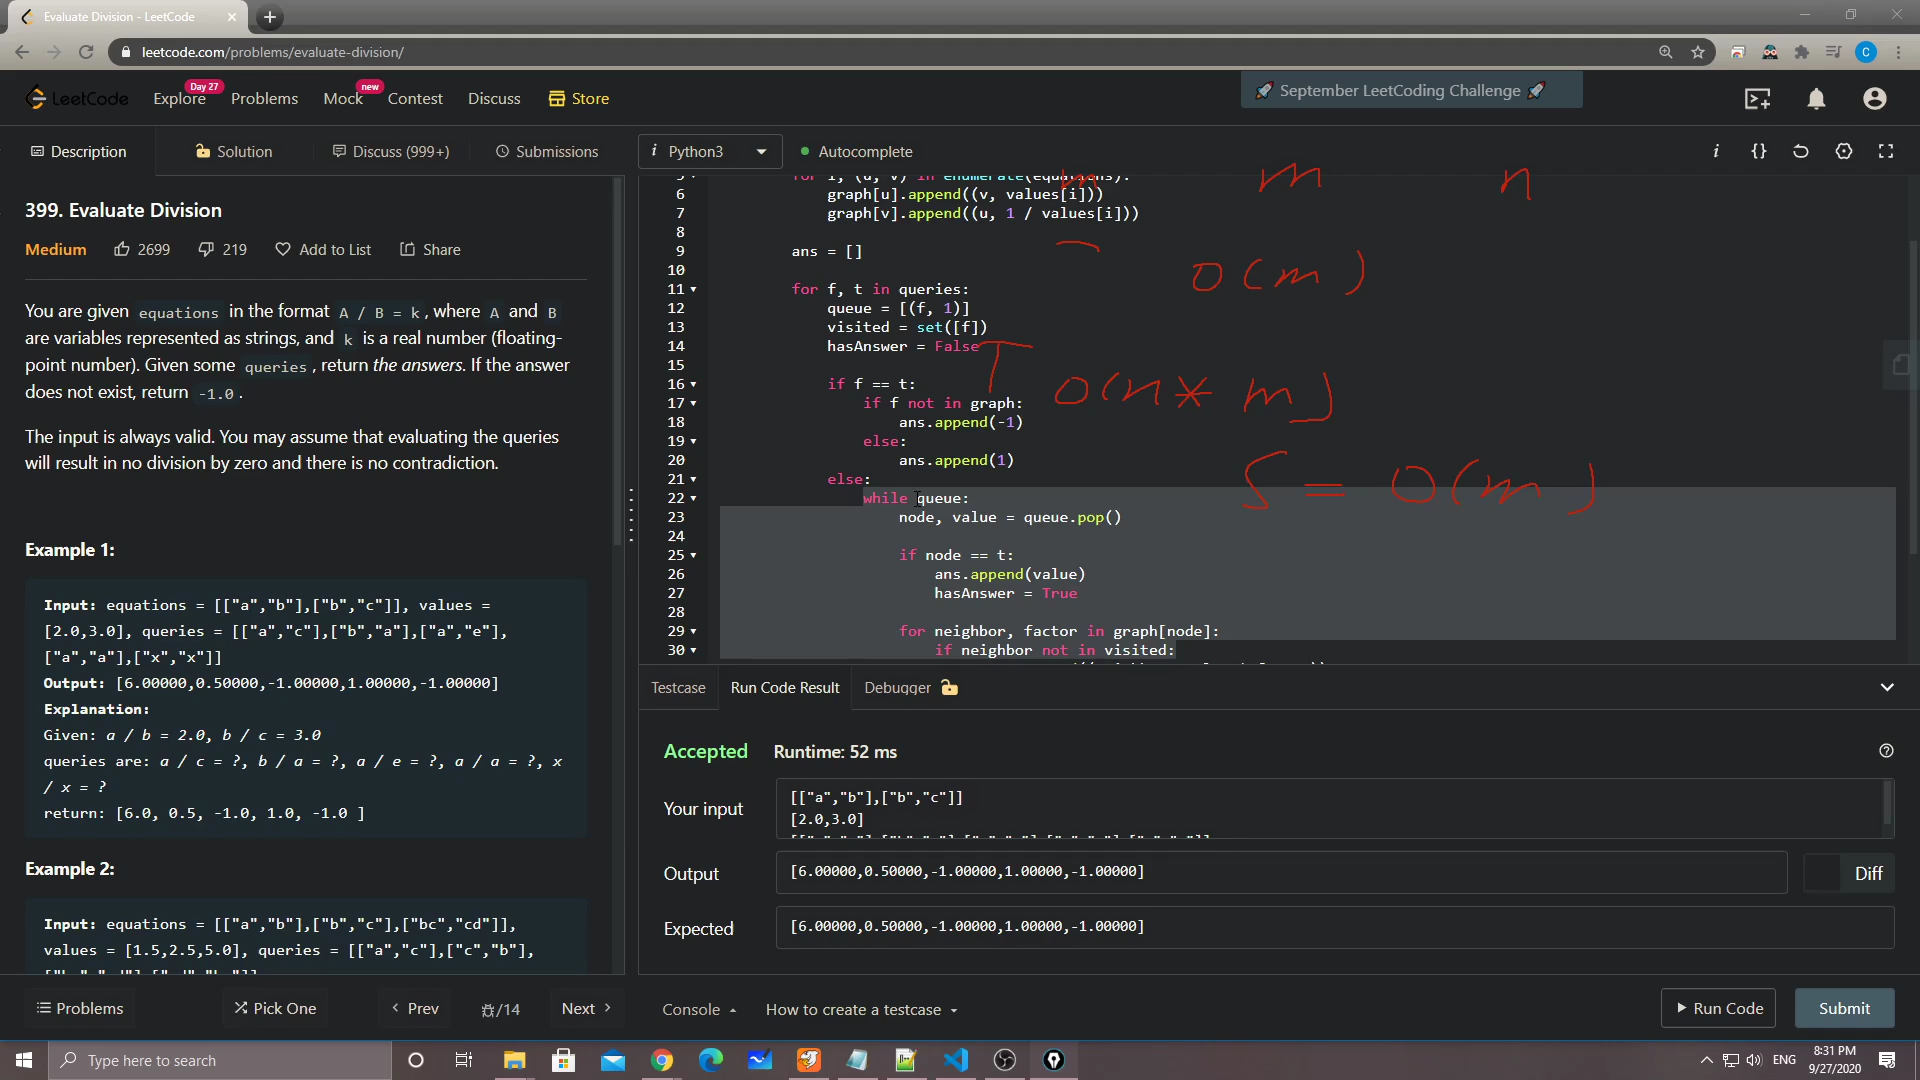 Evaluate Division - LeetCode
leetcode.com/problems/evaluate-division/
LeetCode
Explore
Day 27
Problems
Mock
new
Contest
Discuss
Store
🚀 September LeetCoding Challenge 🚀
Description
Solution
Discuss (999+)
Submissions
i Python3
Autocomplete
399. Evaluate Division
Medium
2699
219
Add to List
Share
You are given equations in the format A / B = k, where A and B
are variables represented as strings, and k is a real number (floating-
point number). Given some queries, return the answers. If the answer
does not exist, return -1.0.
The input is always valid. You may assume that evaluating the queries
will result in no division by zero and there is no contradiction.
Example 1:
Input: equations = [["a","b"],["b","c"]], values =
[2.0,3.0], queries = [["a","c"],["b","a"],["a","e"],
["a","a"],["x","x"]]
Output: [6.00000,0.50000,-1.00000,1.00000,-1.00000]
Explanation:
Given: a / b = 2.0, b / c = 3.0
queries are: a / c = ?, b / a = ?, a / e = ?, a / a = ?, x
/ x = ?
return: [6.0, 0.5, -1.0, 1.0, -1.0 ]
Example 2:
Input: equations = [["a","b"],["b","c"],["bc","cd"]],
values = [1.5,2.5,5.0], queries = [["a","c"],["c","b"],
5 for i, (u, v) in enumerate(equations):
6 graph[u].append((v, values[i]))
7 graph[v].append((u, 1 / values[i]))
8
9 ans = []
10
11 for f, t in queries:
12 queue = [(f, 1)]
13 visited = set([f])
14 hasAnswer = False
15
16 if f == t:
17 if f not in graph:
18 ans.append(-1)
19 else:
20 ans.append(1)
21 else:
22 while queue:
23 node, value = queue.pop()
24
25 if node == t:
26 ans.append(value)
27 hasAnswer = True
28
29 for neighbor, factor in graph[node]:
30 if neighbor not in visited:
m m n
O(m)
T O(n * m)
S = O(m)
Testcase
Run Code Result
Debugger
Accepted
Runtime: 52 ms
Your input
[["a","b"],["b","c"]]
[2.0,3.0]
Output
[6.00000,0.50000,-1.00000,1.00000,-1.00000]
Diff
Expected
[6.00000,0.50000,-1.00000,1.00000,-1.00000]
Problems
Pick One
Prev
/14
Next
Console
How to create a testcase
Run Code
Submit
Type here to search
ENG
8:31 PM
9/27/2020
C